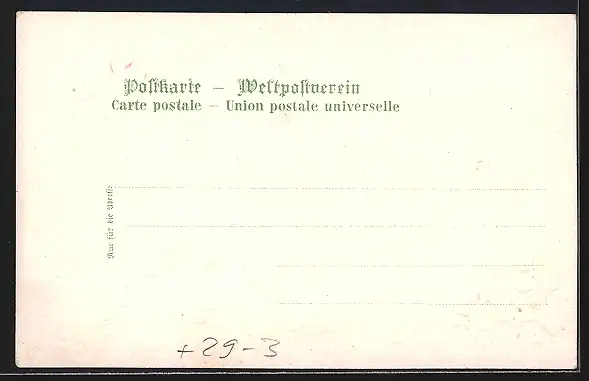 Postkarte – Weltpostverein
Carte postale – Union postale universelle
Nur für die Adresse
+ 29-3